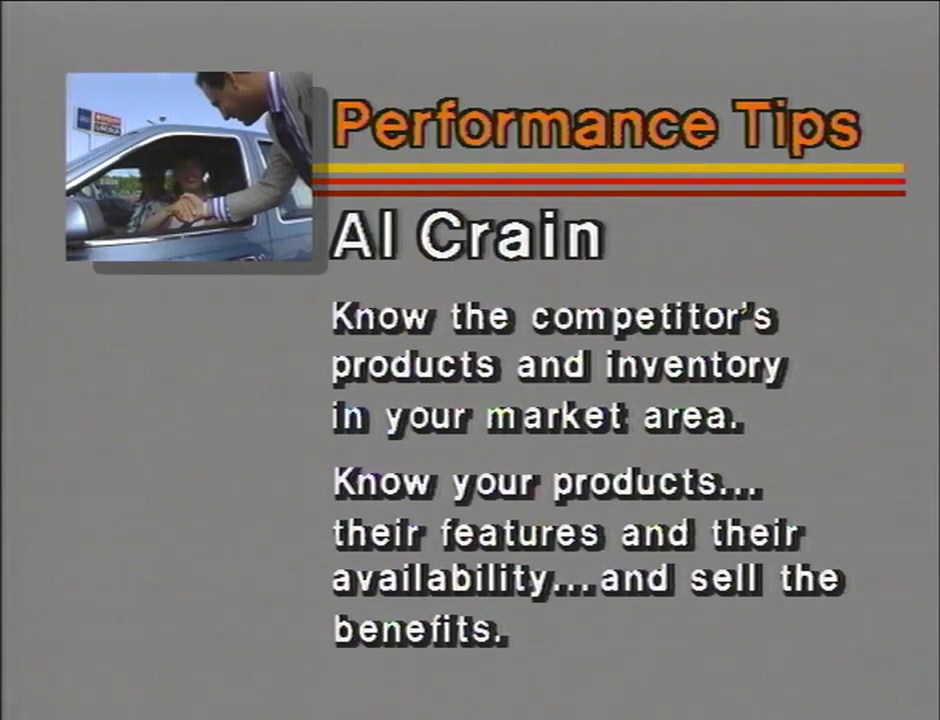 Performance Tips
Al Crain
Know the competitor's
products and inventory
in your market area.
Know your products...
their features and their
availability...and sell the
benefits.